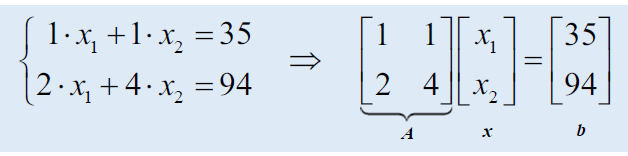 1·x₁ +1·x₂ = 35
2·x₁ +4·x₂ = 94
⇒
[1 1; 2 4] [x₁; x₂] = [35; 94]
A x b